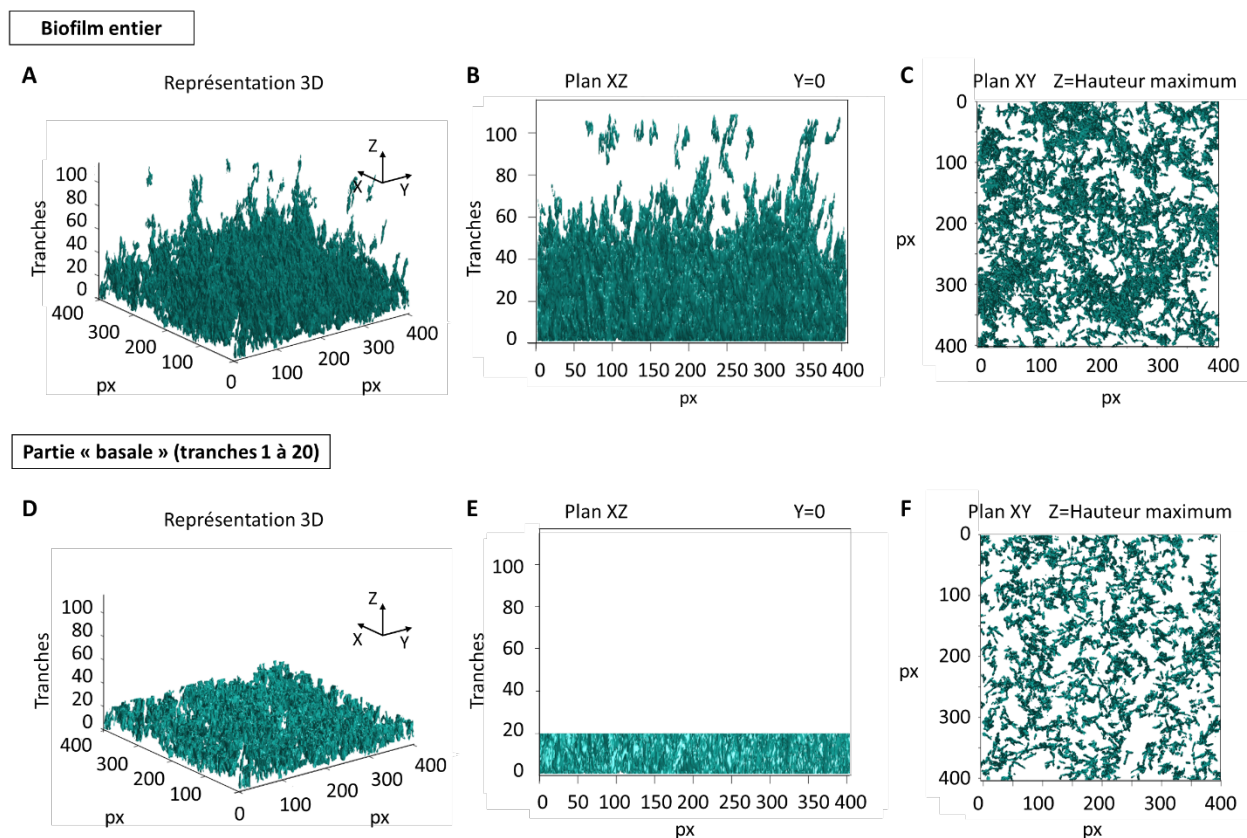 Biofilm entier
A
Représentation 3D
Z
X
Y
Tranches
100
80
60
40
20
0
400
300
200
100
0
100
200
300
400
px
px
B
Plan XZ
Y=0
Tranches
100
80
60
40
20
0
0 50 100 150 200 250 300 350 400
px
C
Plan XY Z=Hauteur maximum
0
100
200
300
400
px
0 100 200 300 400
px
Partie « basale » (tranches 1 à 20)
D
Représentation 3D
Z
X
Y
Tranches
100
80
60
40
20
0
400
300
200
100
0
100
200
300
400
px
px
E
Plan XZ
Y=0
Tranches
100
80
60
40
20
0
0 50 100 150 200 250 300 350 400
px
F
Plan XY Z=Hauteur maximum
0
100
200
300
400
px
0 100 200 300 400
px